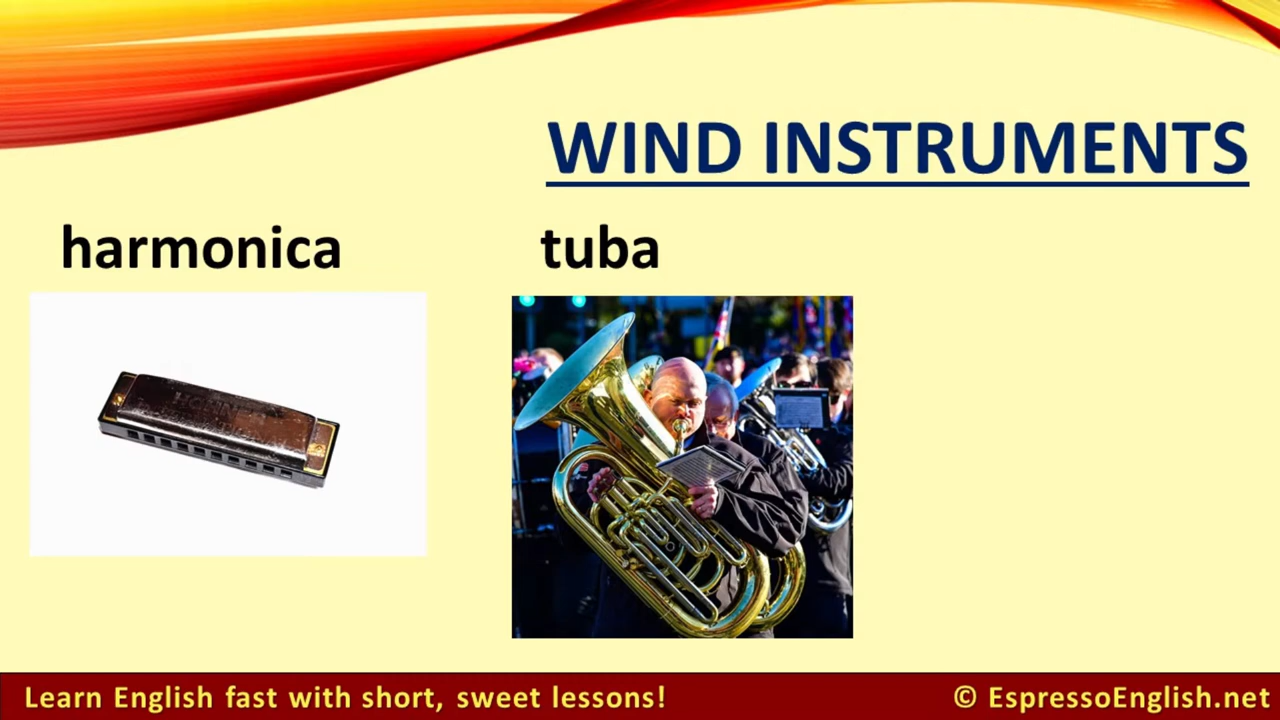 WIND INSTRUMENTS
harmonica
tuba
Learn English fast with short, sweet lessons!
© EspressoEnglish.net